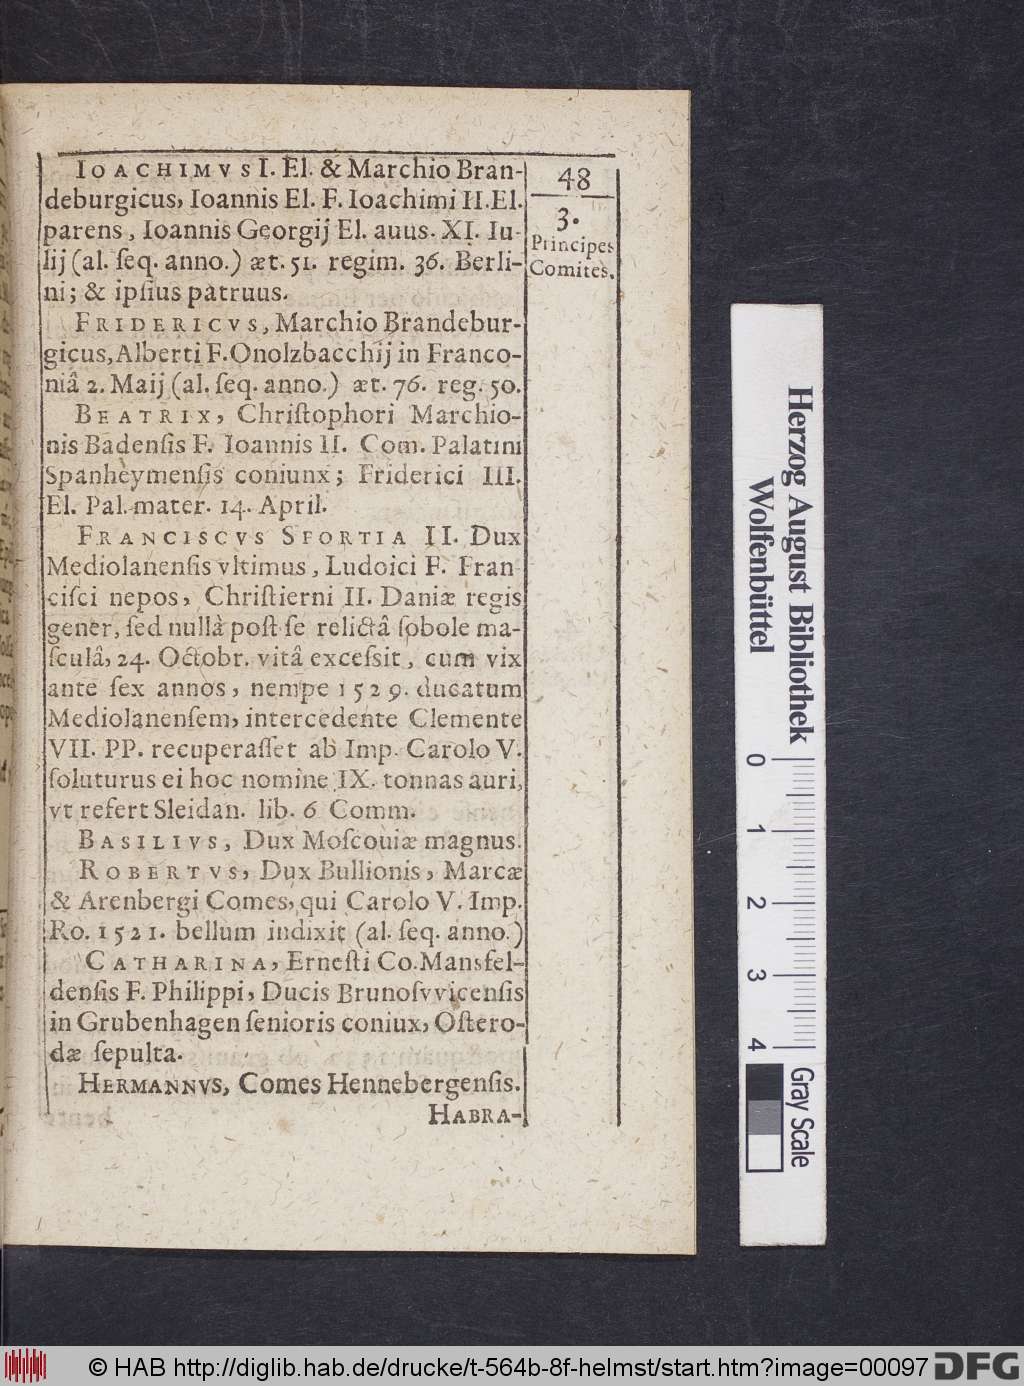 IOACHIMVS I. El. & Marchio Bran-
deburgicus, Ioannis El. F. Ioachimi II. El.
parens, Ioannis Georgij El. auus. XI. Iu-
lij (al. ſeq. anno.) æt. 51. regim. 36. Berli-
ni; & ipſius patruus.
FRIDERICVS, Marchio Brandebur-
gicus, Alberti F. Onolzbacchij in Franco-
niâ 2. Maij (al. ſeq. anno.) æt. 76. reg. 50.
BEATRIX, Chriſtophori Marchio-
nis Badenſis F. Ioannis II. Com. Palatini
Spanheymenſis coniunx; Friderici III.
El. Pal. mater. 14. April.
FRANCISCVS SFORTIA II. Dux
Mediolanenſis vltimus, Ludoici F. Fran
ciſci nepos, Chriſtierni II. Daniæ regis
gener, ſed nullâ poſt ſe relictâ ſobole ma-
ſculâ, 24. Octobr. vitâ exceſsit, cum vix
ante ſex annos, nempe 1529. ducatum
Mediolanenſem, intercedente Clemente
VII. PP. recuperaſſet ab Imp. Carolo V.
ſoluturus ei hoc nomine IX. tonnas auri,
vt refert Sleidan. lib. 6 Comm.
BASILIVS, Dux Moſcouiæ magnus.
ROBERTVS, Dux Bullionis, Marcæ
& Arenbergi Comes, qui Carolo V. Imp.
Ro. 1521. bellum indixit (al. ſeq. anno.)
CATHARINA, Erneſti Co. Mansfel-
denſis F. Philippi, Ducis Brunoſvvicenſis
in Grubenhagen ſenioris coniux, Oſtero-
dæ ſepulta.
HERMANNVS, Comes Hennebergenſis.
HABRA-
48
3.
Principes
Comites.
Herzog August Bibliothek
Wolfenbüttel
0 1 2 3 4
Gray Scale
© HAB http://diglib.hab.de/drucke/t-564b-8f-helmst/start.htm?image=00097
DFG